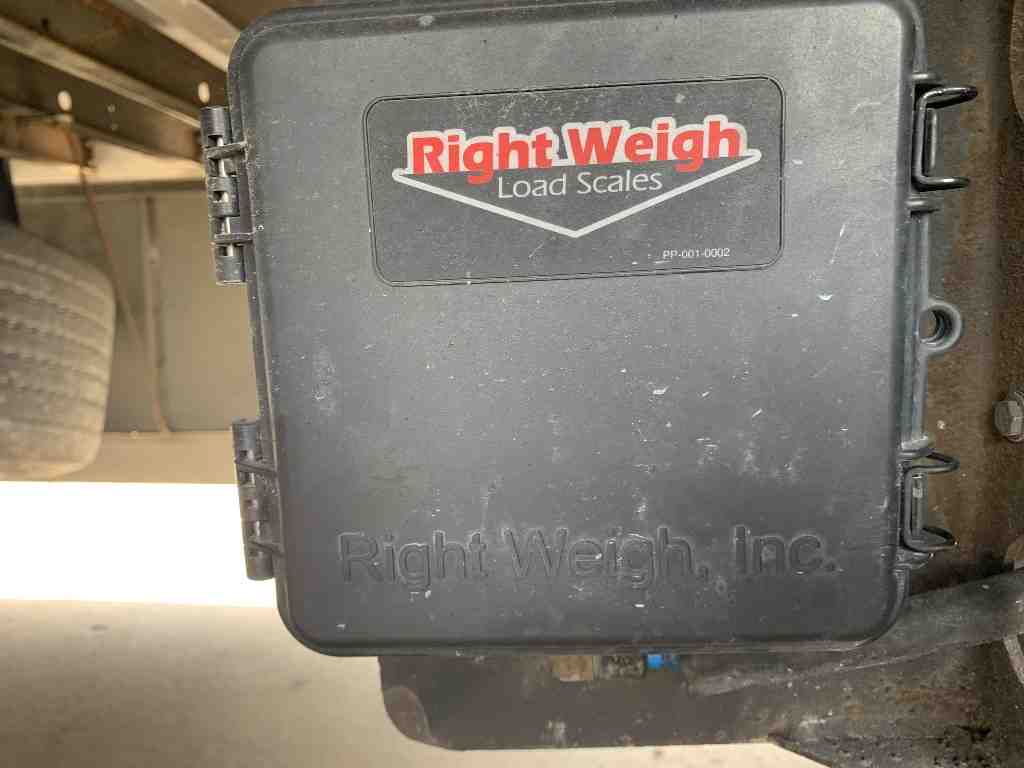 Right Weigh
Load Scales
PP-001-0002
Right Weigh, Inc.